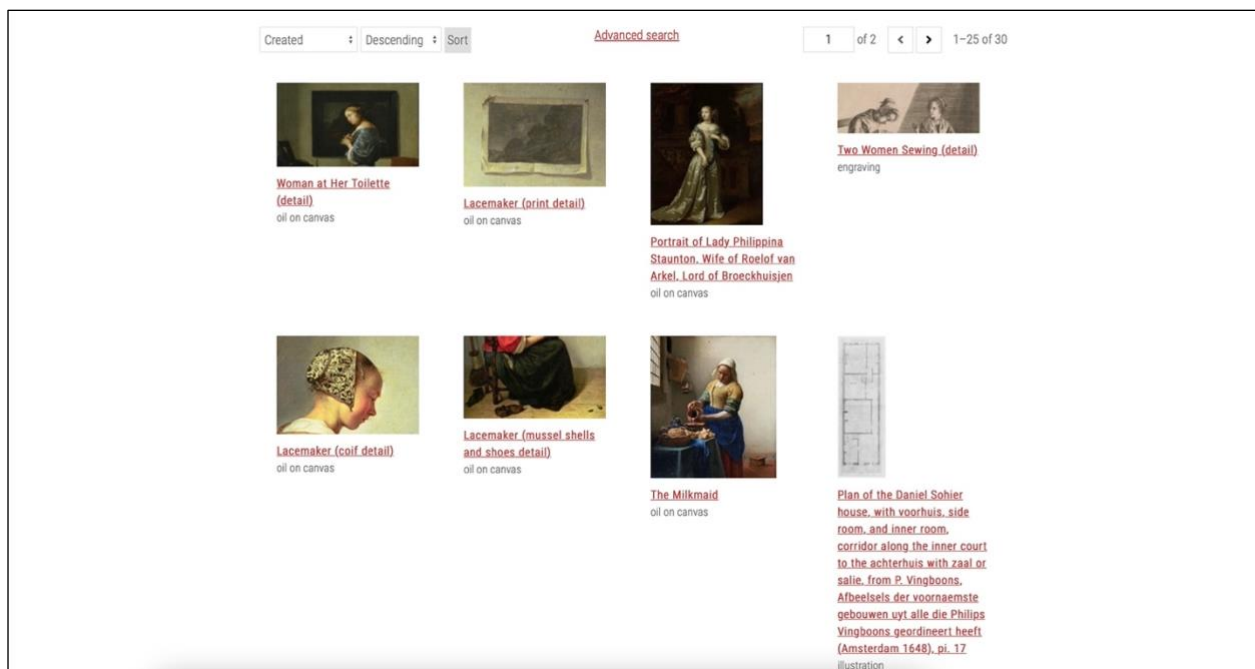 Created Descending Sort
Advanced search
1 of 2 < > 1–25 of 30
Woman at Her Toilette
(detail)
oil on canvas
Lacemaker (print detail)
oil on canvas
Portrait of Lady Philippina
Staunton, Wife of Roelof van
Arkel, Lord of Broeckhuisjen
oil on canvas
Two Women Sewing (detail)
engraving
Lacemaker (coif detail)
oil on canvas
Lacemaker (mussel shells
and shoes detail)
oil on canvas
The Milkmaid
oil on canvas
Plan of the Daniel Sohier
house, with voorhuis, side
room, and inner room,
corridor along the inner court
to the achterhuis with zaal or
salie, from P. Vingboons,
Afbeelsels der voornaemste
gebouwen uyt alle die Philips
Vingboons geordineert heeft
(Amsterdam 1648), pi. 17
illustration